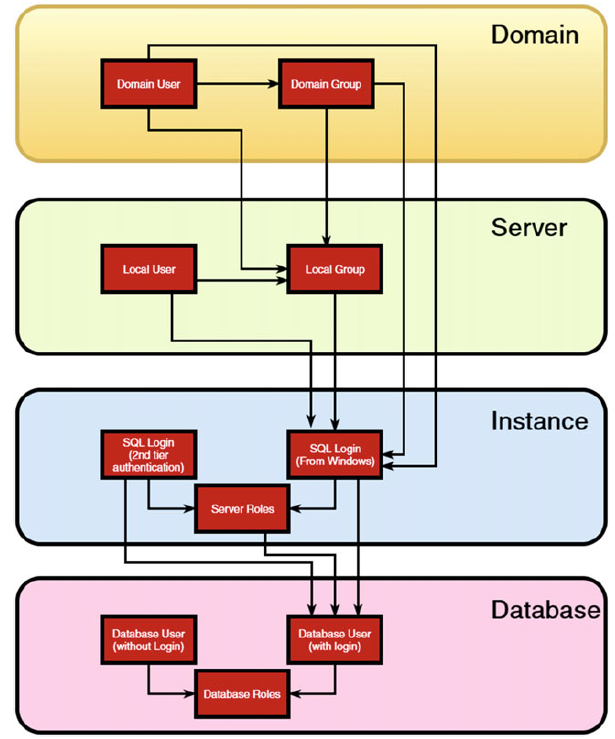 Domain
Domain User
Domain Group
Server
Local User
Local Group
Instance
SQL Login
(2nd tier
authentication)
SQL Login
(From Windows)
Server Roles
Database
Database User
(without Login)
Database User
(with login)
Database Roles